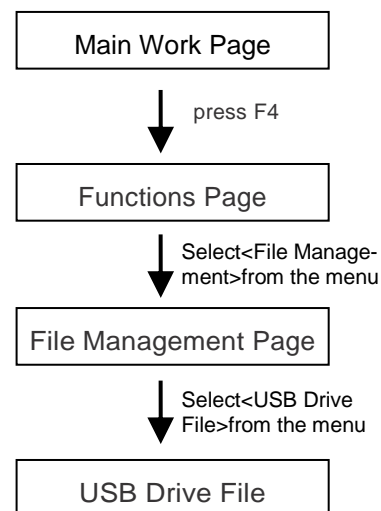 Main Work Page
press F4
Functions Page
Select<File Manage-
ment>from the menu
File Management Page
Select<USB Drive
File>from the menu
USB Drive File